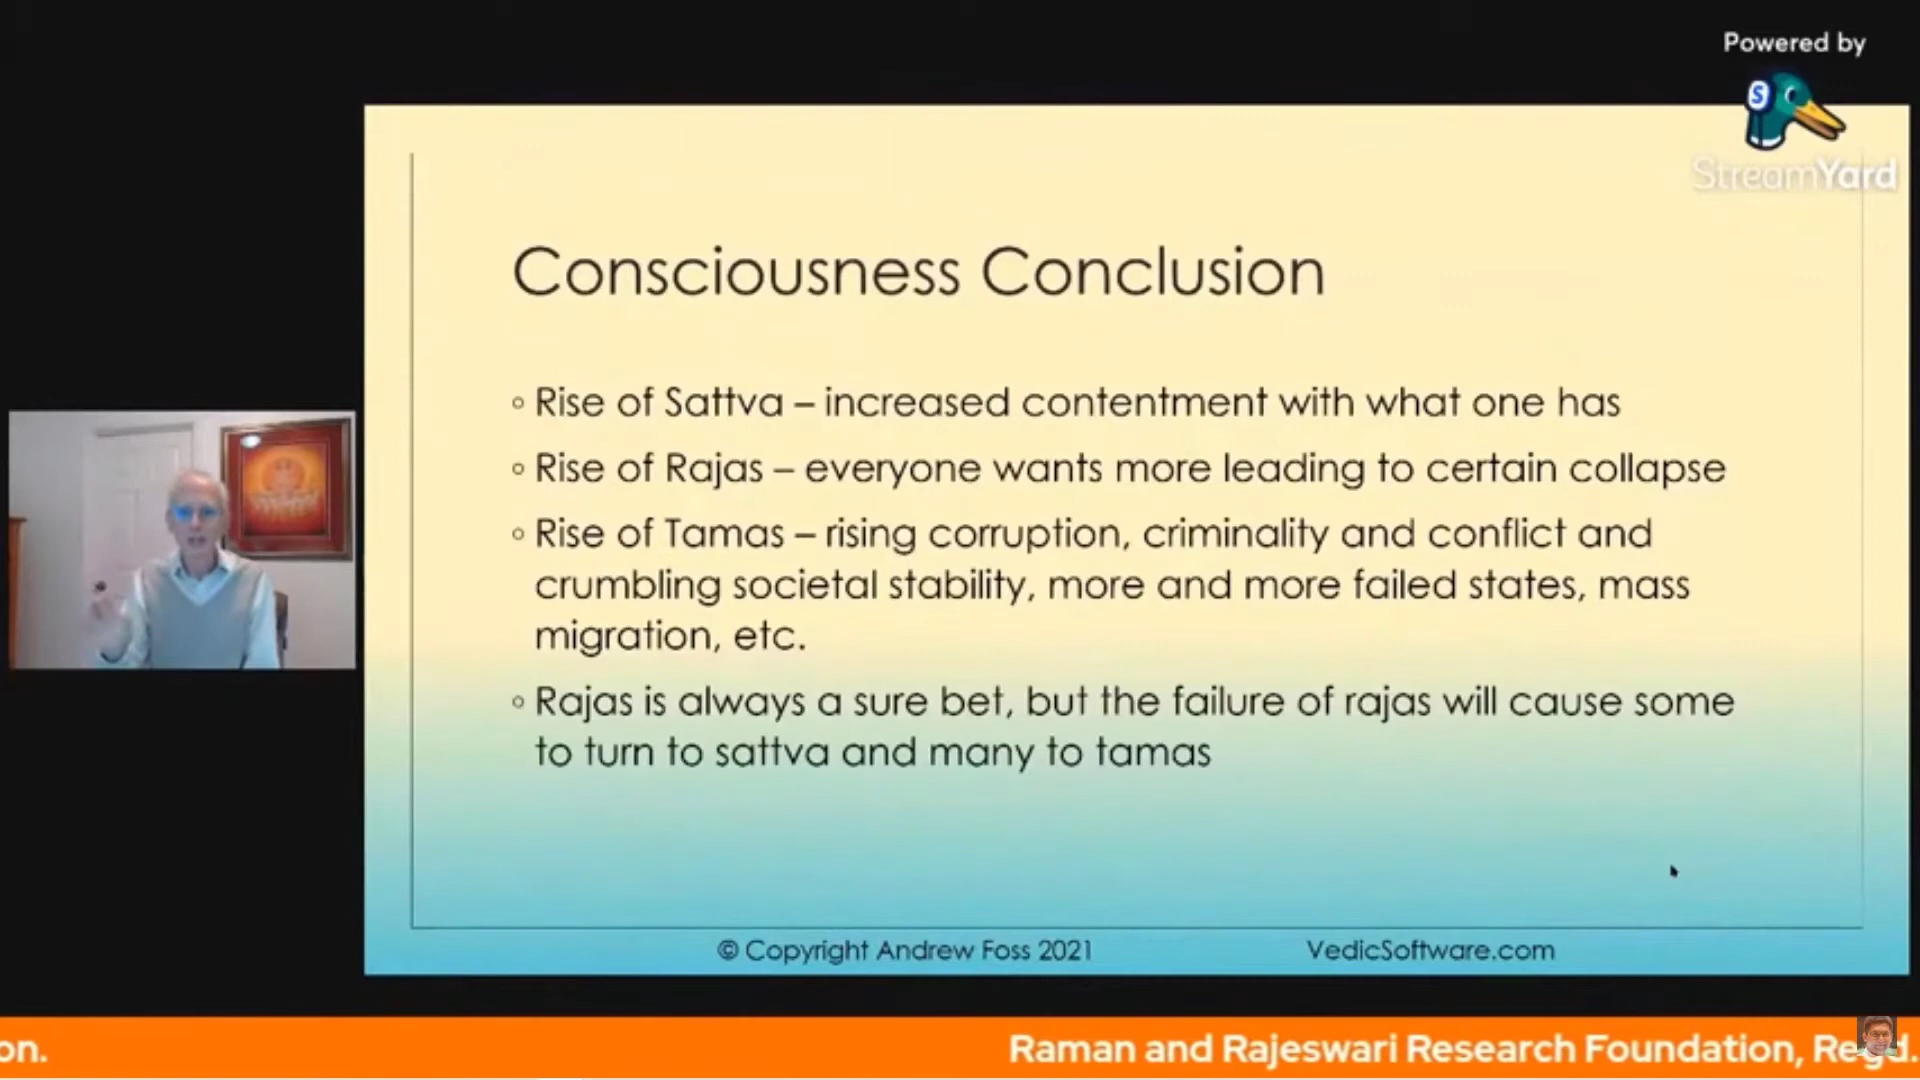 Powered by
StreamYard
Consciousness Conclusion
◦ Rise of Sattva – increased contentment with what one has
◦ Rise of Rajas – everyone wants more leading to certain collapse
◦ Rise of Tamas – rising corruption, criminality and conflict and
crumbling societal stability, more and more failed states, mass
migration, etc.
◦ Rajas is always a sure bet, but the failure of rajas will cause some
to turn to sattva and many to tamas
© Copyright Andrew Foss 2021 VedicSoftware.com
on. Raman and Rajeswari Research Foundation,